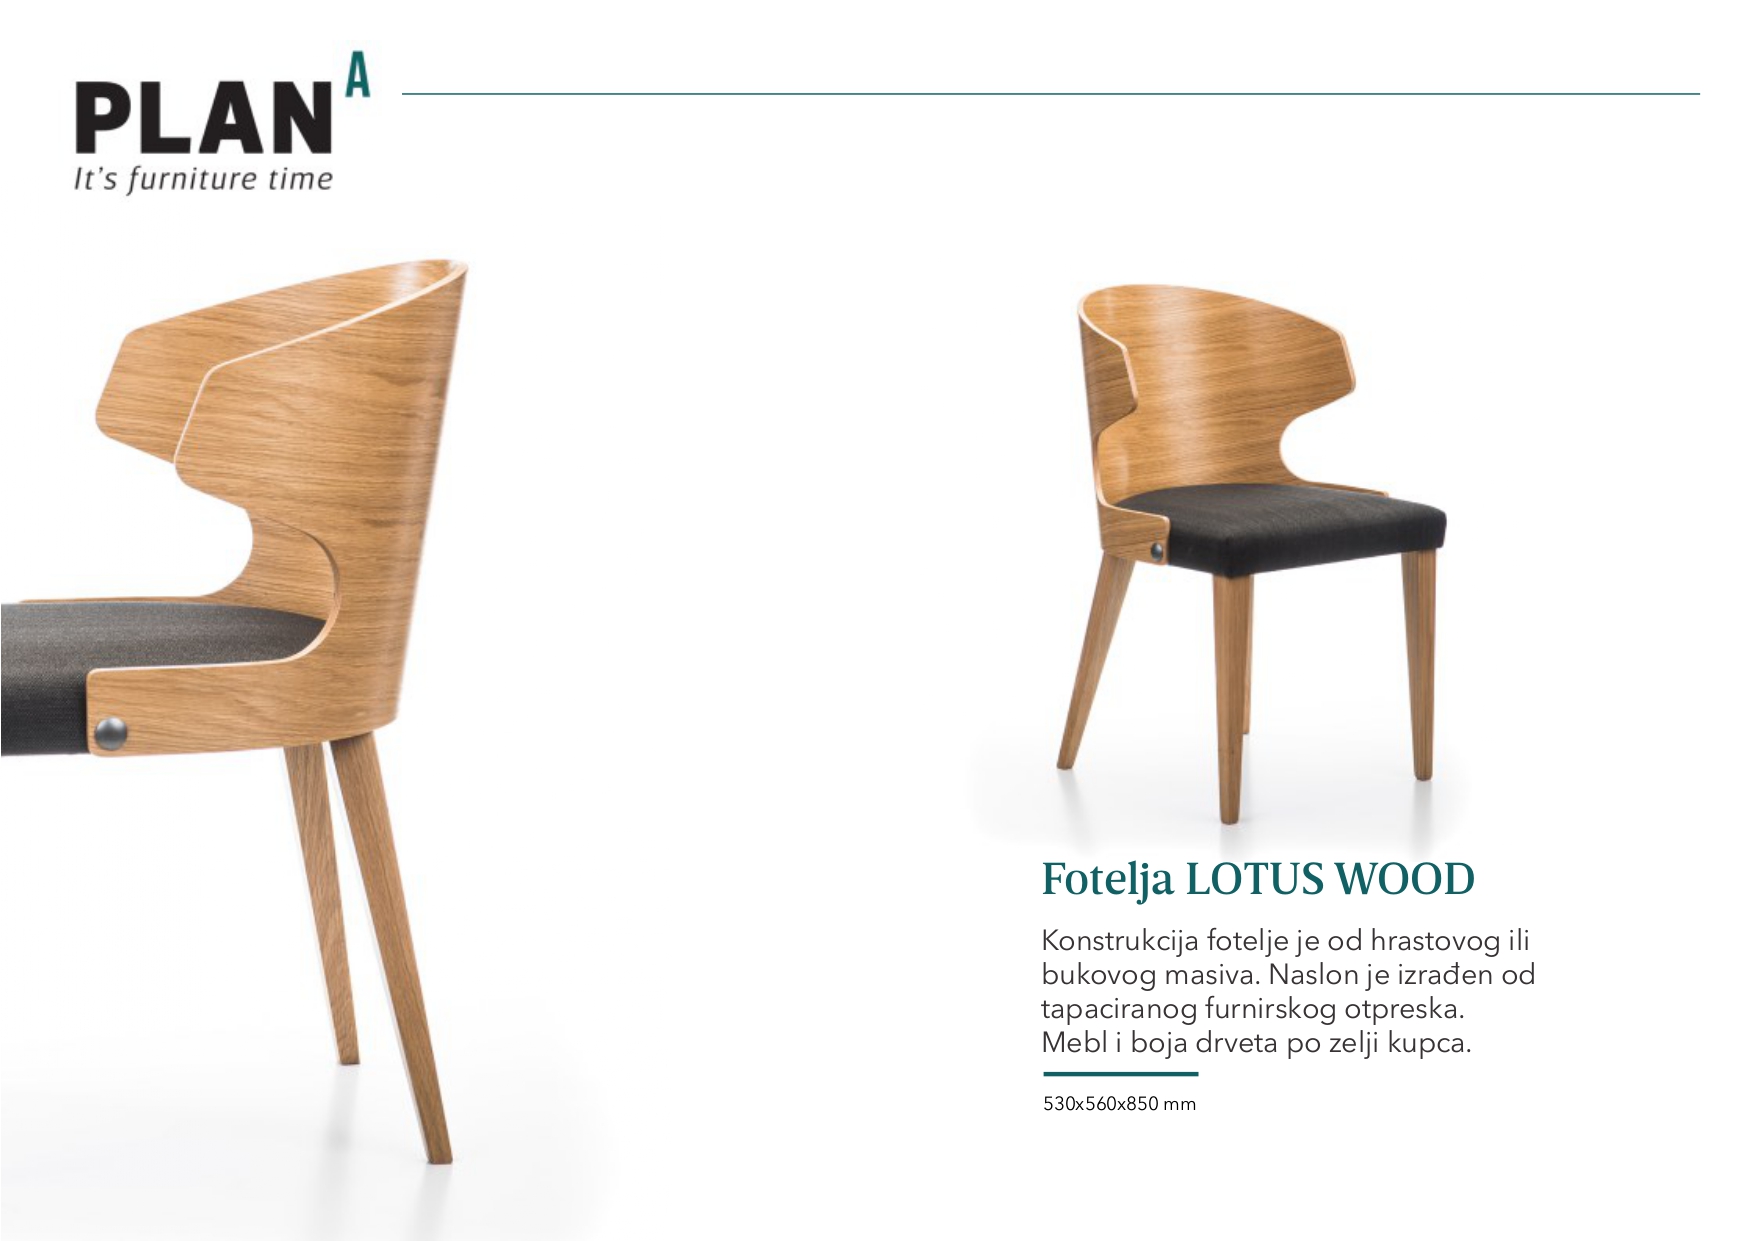 PLAN A
It's furniture time
Fotelja LOTUS WOOD
Konstrukcija fotelje je od hrastovog ili
bukovog masiva. Naslon je izrađen od
tapaciranog furnirskog otpreska.
Mebl i boja drveta po zelji kupca.
530x560x850 mm